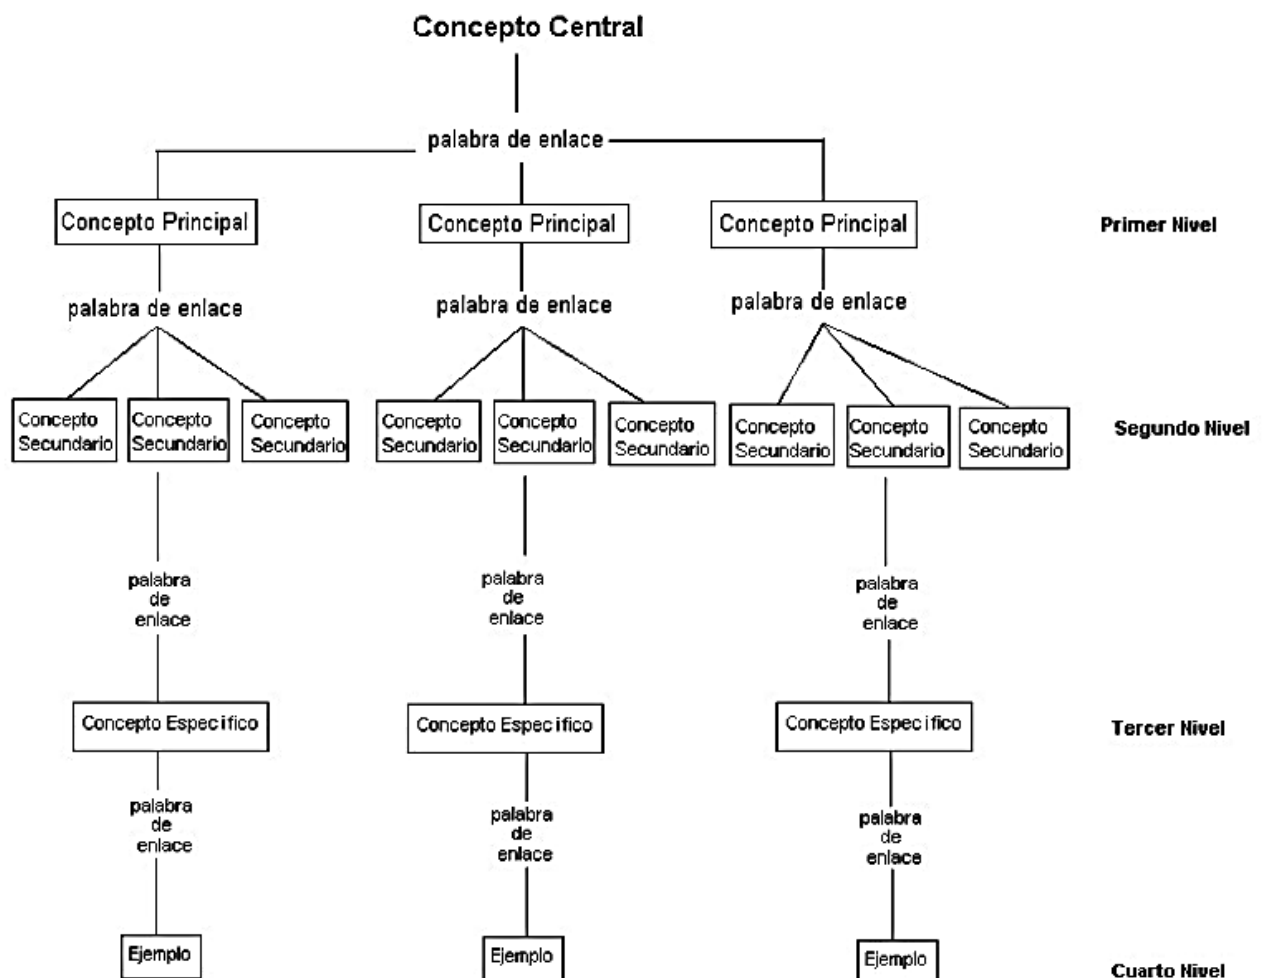 Concepto Central
palabra de enlace
Concepto Principal
Concepto Principal
Concepto Principal
Primer Nivel
palabra de enlace
palabra de enlace
palabra de enlace
Concepto
Secundario
Concepto
Secundario
Concepto
Secundario
Concepto
Secundario
Concepto
Secundario
Concepto
Secundario
Concepto
Secundario
Concepto
Secundario
Concepto
Secundario
Segundo Nivel
palabra
de
enlace
palabra
de
enlace
palabra
de
enlace
Concepto Específico
Concepto Específico
Concepto Específico
Tercer Nivel
palabra
de
enlace
palabra
de
enlace
palabra
de
enlace
Ejemplo
Ejemplo
Ejemplo
Cuarto Nivel